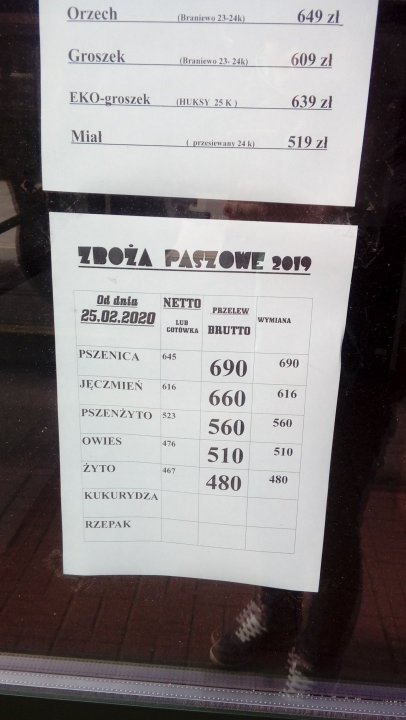 Orzech (Braniewo 23-24k) 649 zł
Groszek (Braniewo 23- 24k) 609 zł
EKO-groszek (HUKSY 25 K ) 639 zł
Miał ( przesiewany 24 k) 519 zł
ZBOŻA PASZOWE 2019
Od dnia 25.02.2020 NETTO LUB GOTÓWKA PRZELEW BRUTTO WYMIANA
PSZENICA 645 690 690
JĘCZMIEŃ 616 660 616
PSZENŻYTO 523 560 560
OWIES 476 510 510
ŻYTO 467 480 480
KUKURYDZA
RZEPAK